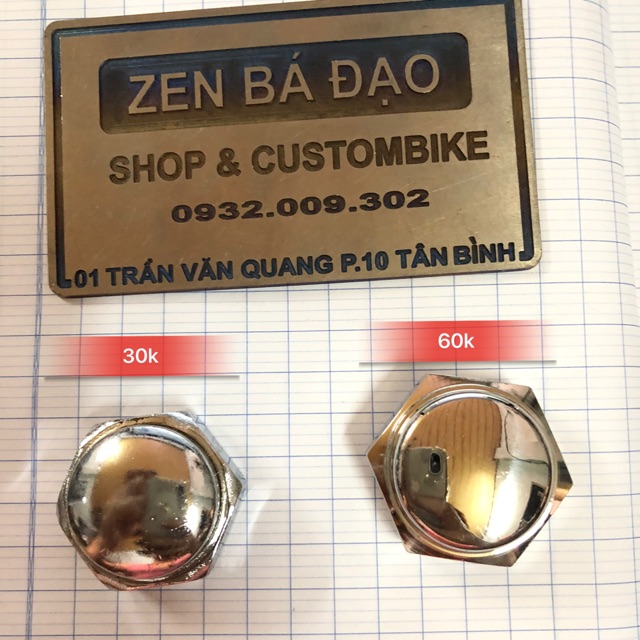 ZEN BÁ ĐẠO
SHOP & CUSTOMBIKE
0932.009.302
01 TRẦN VĂN QUANG P.10 TÂN BÌNH
30k
60k